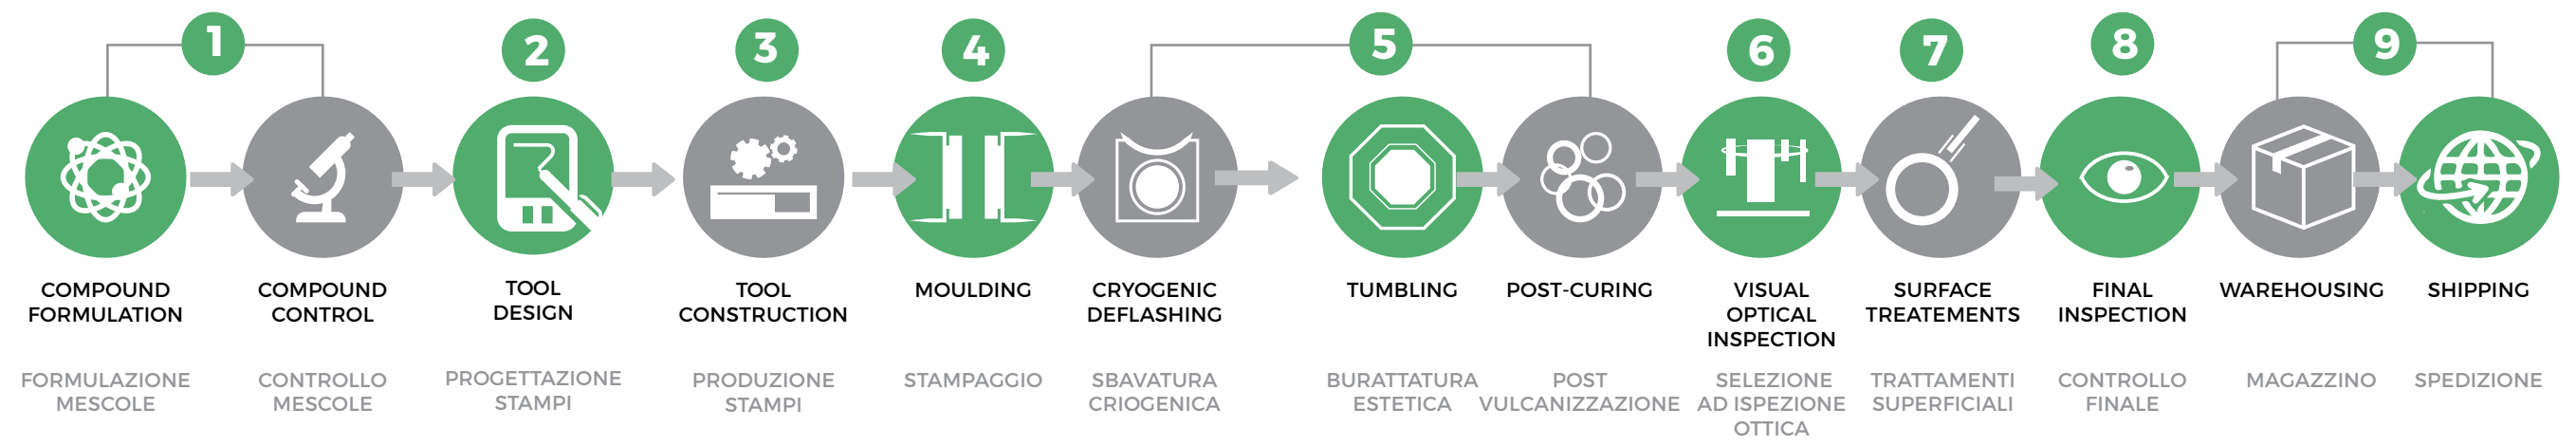 1
2
3
4
5
6
7
8
9
COMPOUND
FORMULATION
COMPOUND
CONTROL
TOOL
DESIGN
TOOL
CONSTRUCTION
MOULDING
CRYOGENIC
DEFLASHING
TUMBLING
POST-CURING
VISUAL
OPTICAL
INSPECTION
SURFACE
TREATEMENTS
FINAL
INSPECTION
WAREHOUSING
SHIPPING
FORMULAZIONE
MESCOLE
CONTROLLO
MESCOLE
PROGETTAZIONE
STAMPI
PRODUZIONE
STAMPI
STAMPAGGIO
SBAVATURA
CRIOGENICA
BURATTATURA
ESTETICA
POST
VULCANIZZAZIONE
SELEZIONE
AD ISPEZIONE
OTTICA
TRATTAMENTI
SUPERFICIALI
CONTROLLO
FINALE
MAGAZZINO
SPEDIZIONE